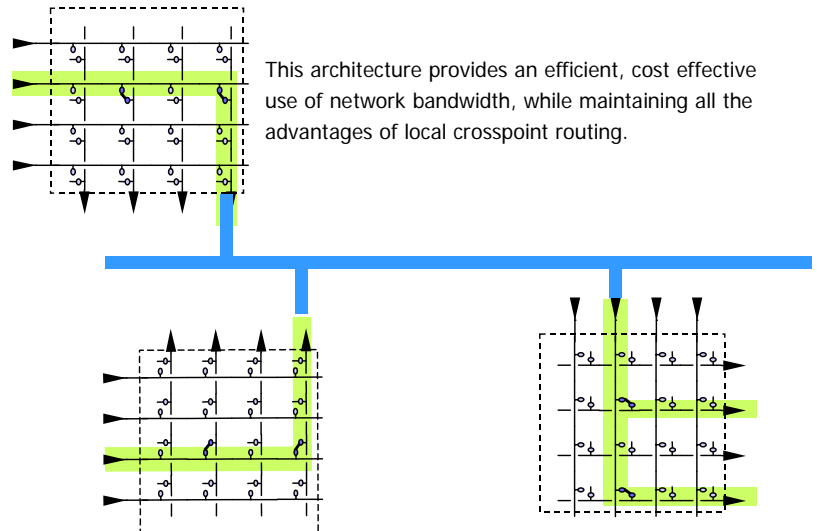 This architecture provides an efficient, cost effective
use of network bandwidth, while maintaining all the
advantages of local crosspoint routing.